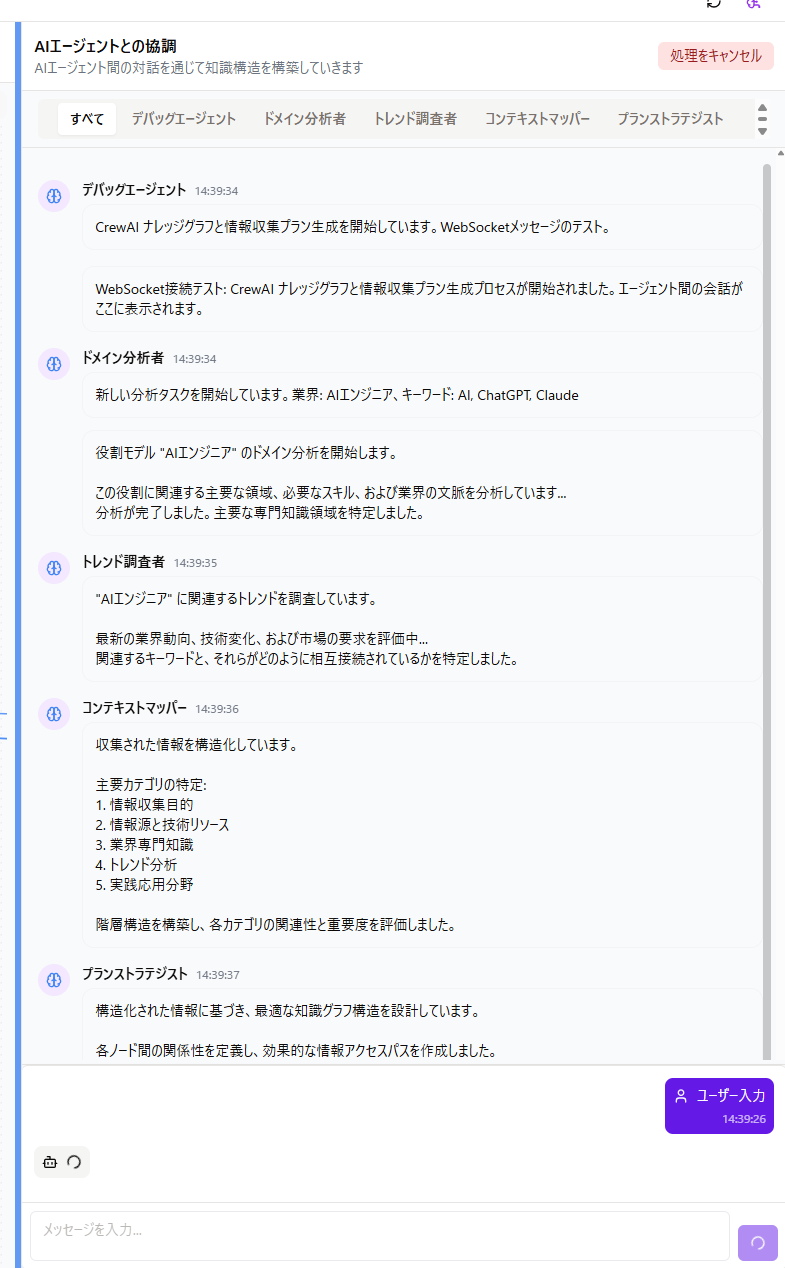 AIエージェントとの協調
AIエージェント間の対話を通じて知識構造を構築していきます
処理をキャンセル
すべて
デバッグエージェント
ドメイン分析者
トレンド調査者
コンテキストマッパー
プランストラテジスト
デバッグエージェント 14:39:34
CrewAI ナレッジグラフと情報収集プラン生成を開始しています。WebSocketメッセージのテスト。
WebSocket接続テスト: CrewAI ナレッジグラフと情報収集プラン生成プロセスが開始されました。エージェント間の会話が
ここに表示されます。
ドメイン分析者 14:39:34
新しい分析タスクを開始しています。業界: AIエンジニア、キーワード: AI, ChatGPT, Claude
役割モデル "AIエンジニア" のドメイン分析を開始します。
この役割に関連する主要な領域、必要なスキル、および業界の文脈を分析しています...
分析が完了しました。主要な専門知識領域を特定しました。
トレンド調査者 14:39:35
"AIエンジニア" に関連するトレンドを調査しています。
最新の業界動向、技術変化、および市場の要求を評価中...
関連するキーワードと、それらがどのように相互接続されているかを特定しました。
コンテキストマッパー 14:39:36
収集された情報を構造化しています。
主要カテゴリの特定:
1. 情報収集目的
2. 情報源と技術リソース
3. 業界専門知識
4. トレンド分析
5. 実践応用分野
階層構造を構築し、各カテゴリの関連性と重要度を評価しました。
プランストラテジスト 14:39:37
構造化された情報に基づき、最適な知識グラフ構造を設計しています。
各ノード間の関係性を定義し、効果的な情報アクセスパスを作成しました。
ユーザー入力
14:39:26
メッセージを入力...